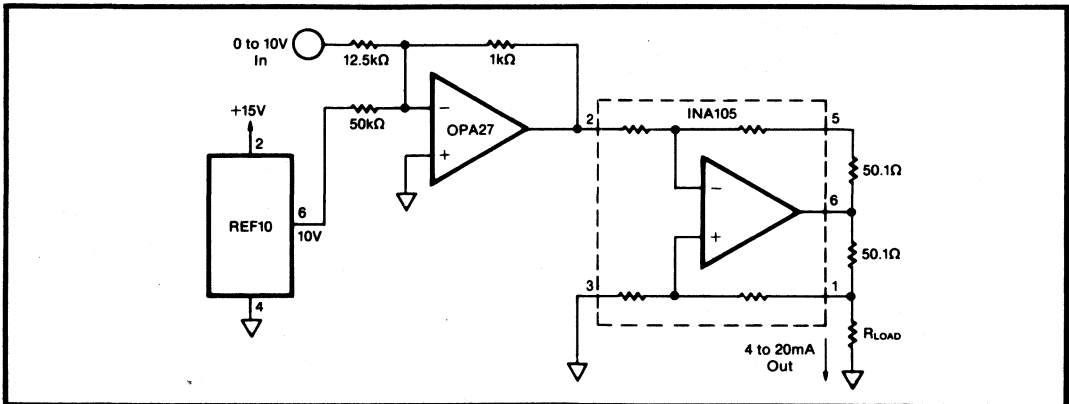 0 to 10V
In
12.5kΩ
1kΩ
+15V
2
50kΩ
−
OPA27
+
REF10
6
10V
4
2
INA105
5
50.1Ω
−
6
+
50.1Ω
3
1
R_LOAD
4 to 20mA
Out